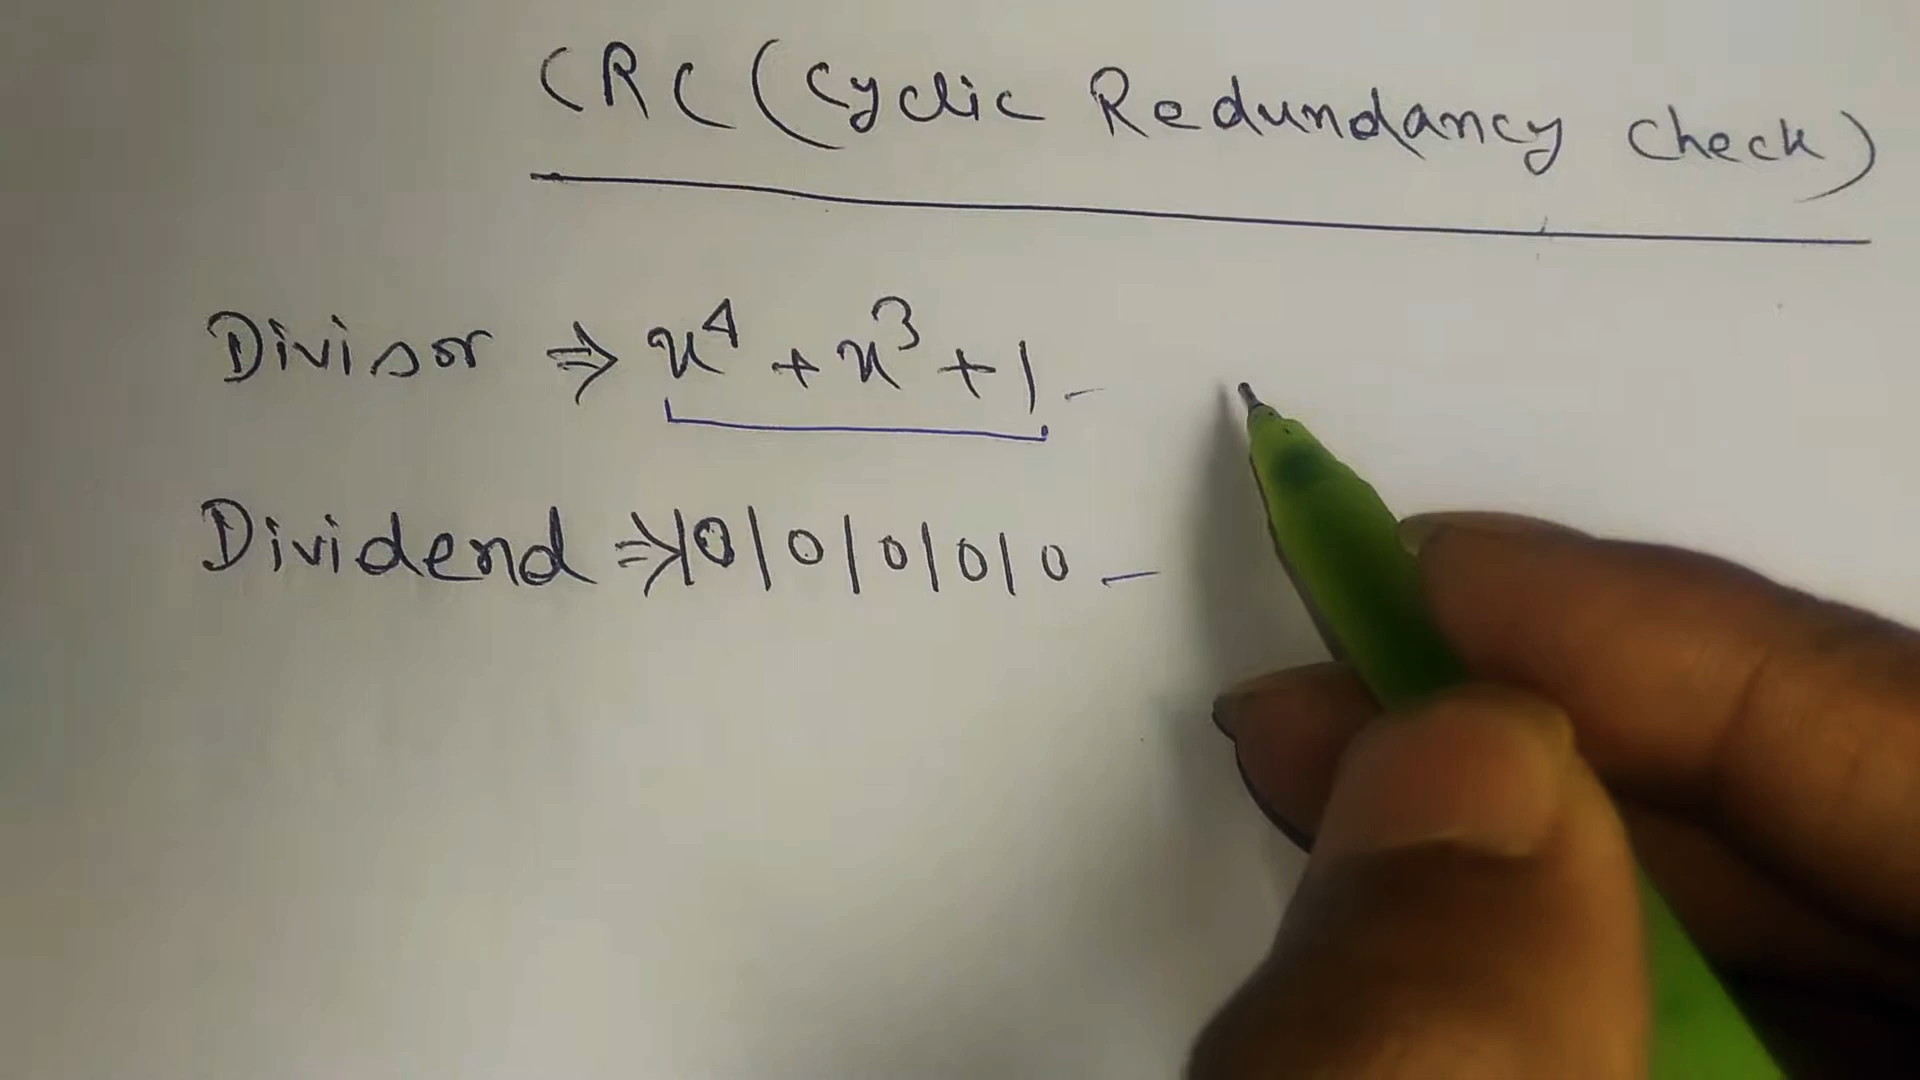 CRC (Cyclic Redundancy Check)
Divisor ⇒ x⁴ + x³ + 1 -
Dividend ⇒ 1010101010 -